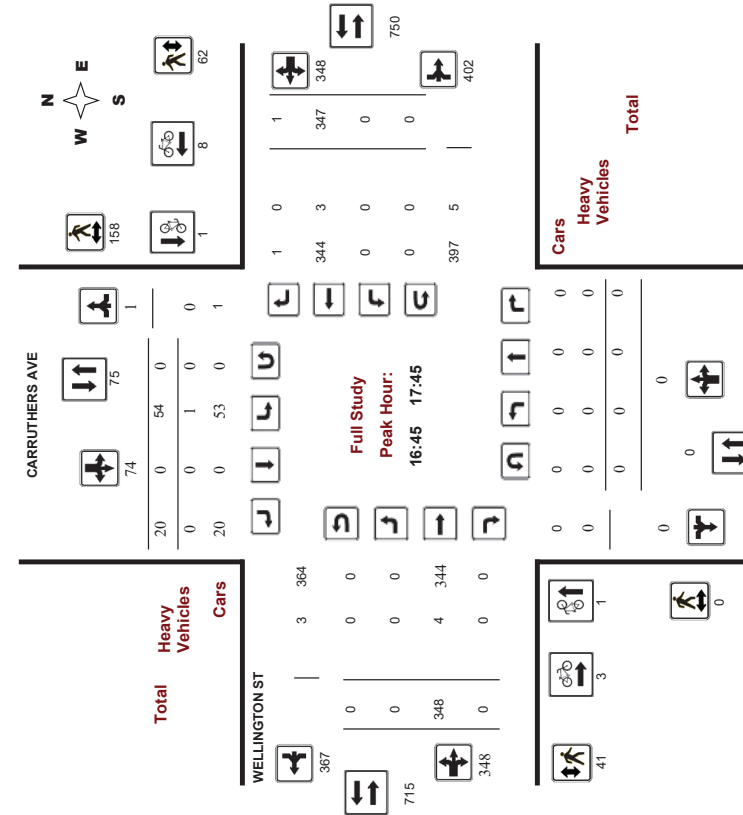 CARRUTHERS AVE
N
W E
S
74
75
1
158
62
20 0 54 0
0 0 1 0 0
20 0 53 0 1
1
8
Total
Heavy
Vehicles
Cars
WELLINGTON ST
367
3 364
0 0 0
0 0 0
348 4 344
0 0 0
715
348
Full Study
Peak Hour:
16:45 17:45
1 0 1
344 3 347
0 0 0
0 0 0
397 5
348
750
402
Cars
Heavy
Vehicles
Total
0 0 0 0 0
0 0 0 0 0
0 0 0 0
0 0
0
41
3
1
0